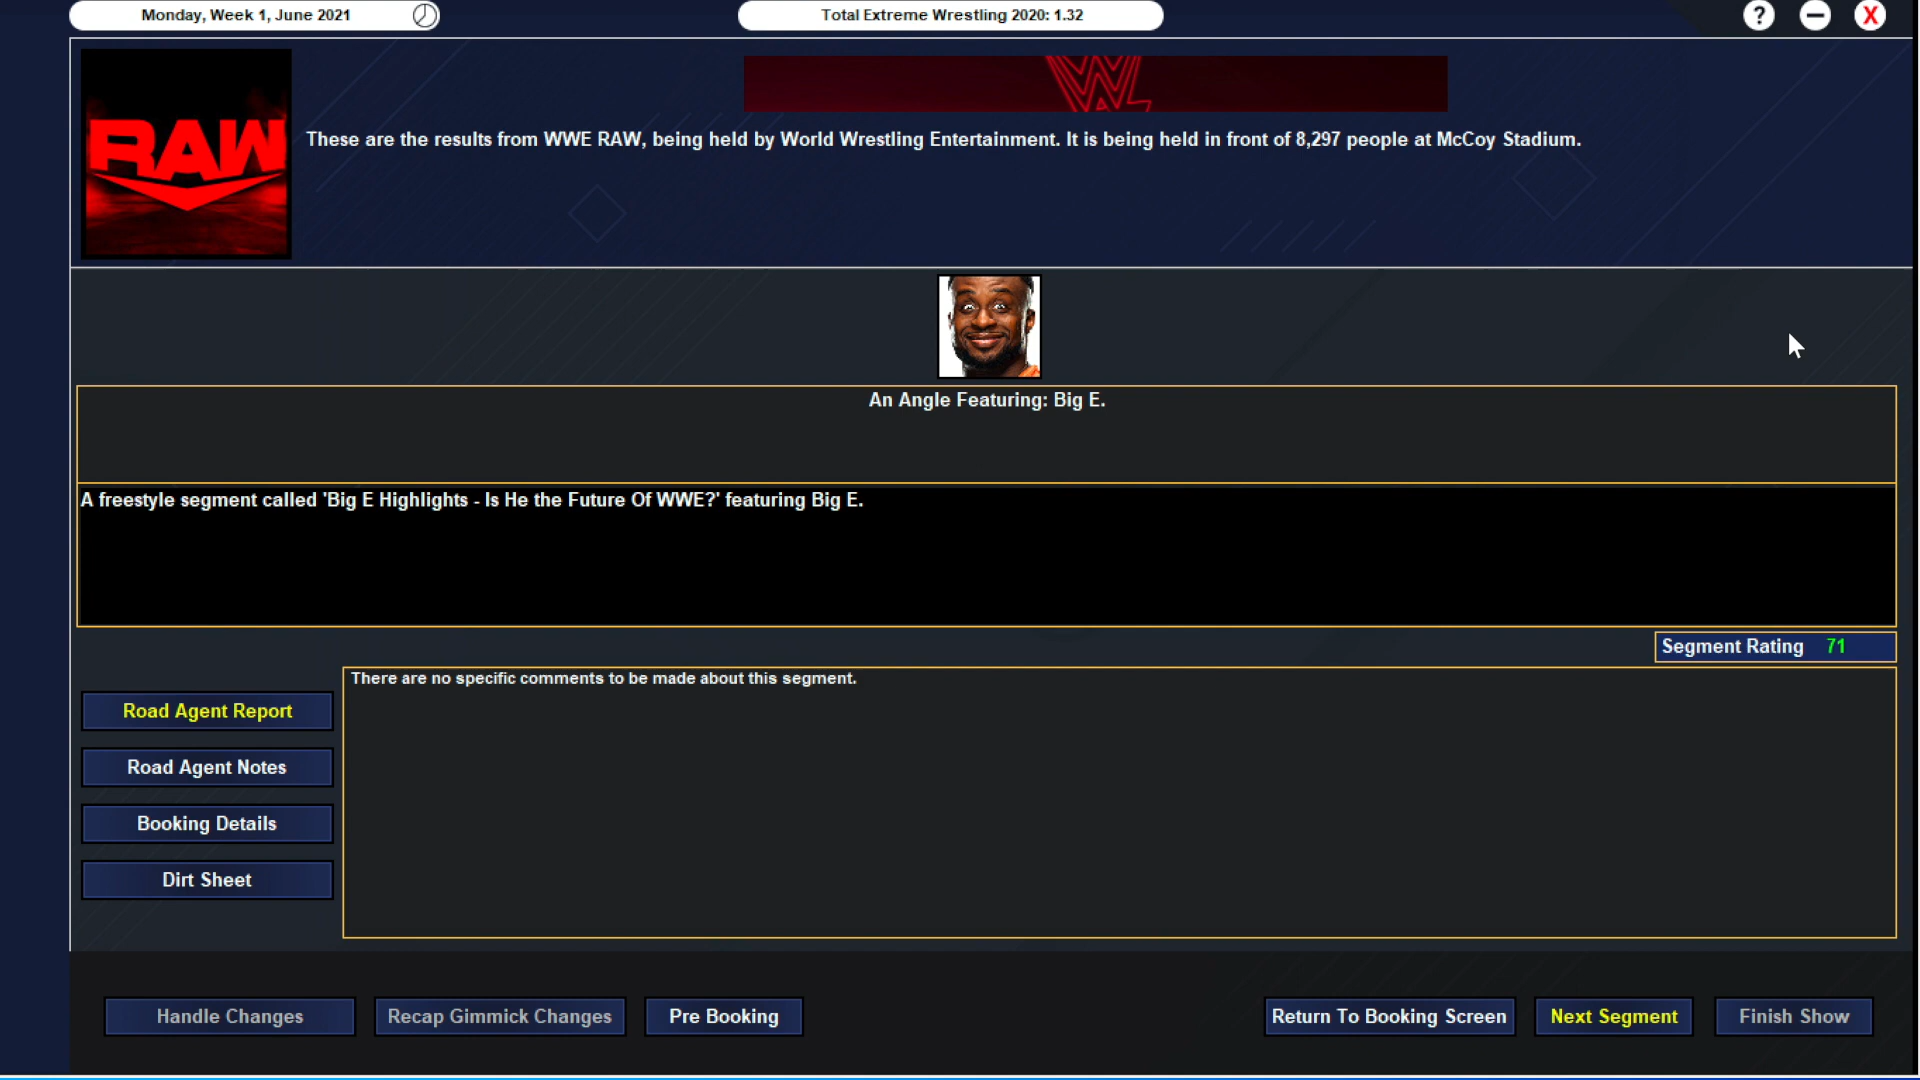 Monday, Week 1, June 2021
Total Extreme Wrestling 2020: 1.32
?
X
RAW
These are the results from WWE RAW, being held by World Wrestling Entertainment. It is being held in front of 8,297 people at McCoy Stadium.
An Angle Featuring: Big E.
A freestyle segment called 'Big E Highlights - Is He the Future Of WWE?' featuring Big E.
Segment Rating 71
There are no specific comments to be made about this segment.
Road Agent Report
Road Agent Notes
Booking Details
Dirt Sheet
Handle Changes Recap Gimmick Changes Pre Booking Return To Booking Screen Next Segment Finish Show